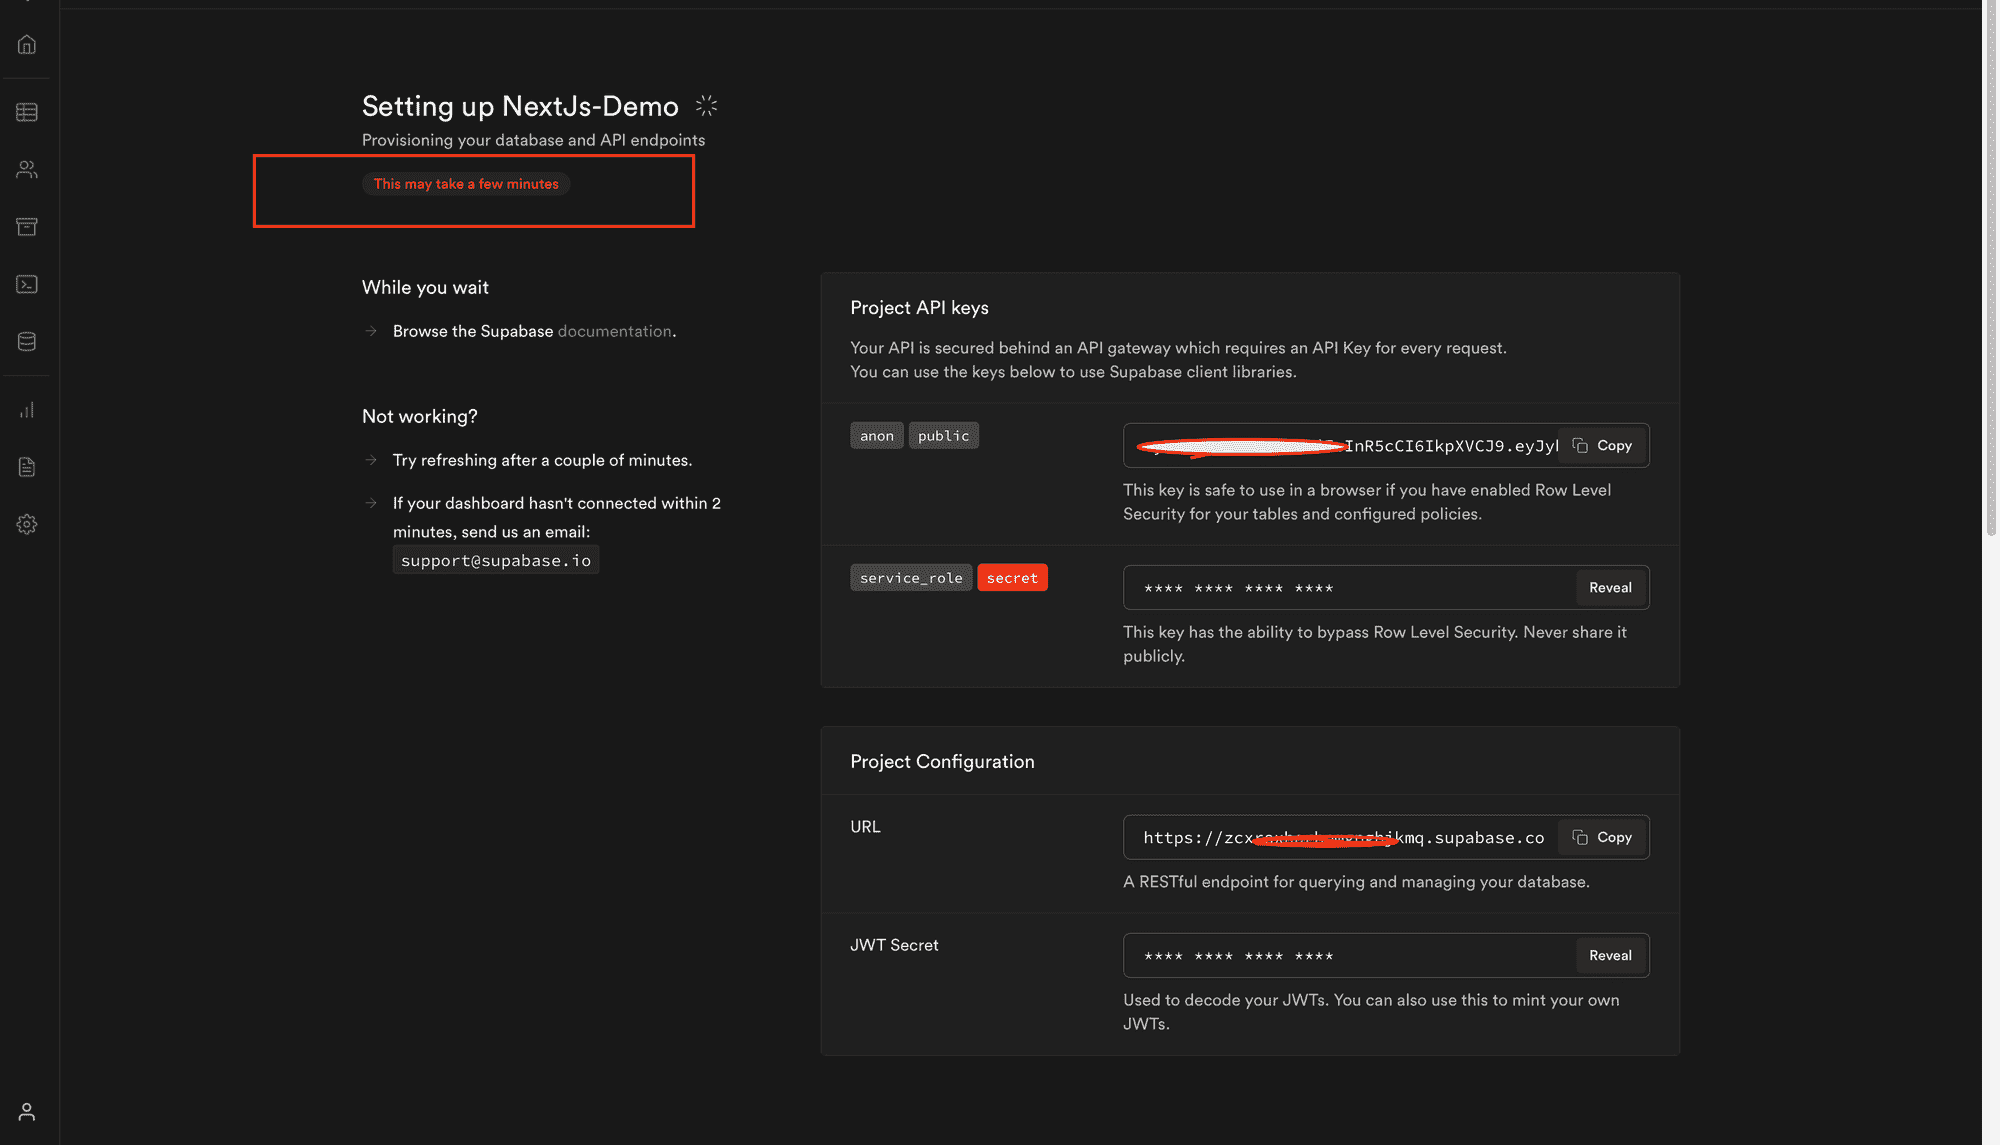 Setting up NextJs-Demo
Provisioning your database and API endpoints
This may take a few minutes
While you wait
Browse the Supabase documentation.
Not working?
Try refreshing after a couple of minutes.
If your dashboard hasn't connected within 2
minutes, send us an email:
support@supabase.io
Project API keys
Your API is secured behind an API gateway which requires an API Key for every request.
You can use the keys below to use Supabase client libraries.
anon public
InR5cCI6IkpXVCJ9.eyJy Copy
This key is safe to use in a browser if you have enabled Row Level
Security for your tables and configured policies.
service_role secret
**** **** **** **** Reveal
This key has the ability to bypass Row Level Security. Never share it
publicly.
Project Configuration
URL
https://zcx kmq.supabase.co Copy
A RESTful endpoint for querying and managing your database.
JWT Secret
**** **** **** **** Reveal
Used to decode your JWTs. You can also use this to mint your own
JWTs.